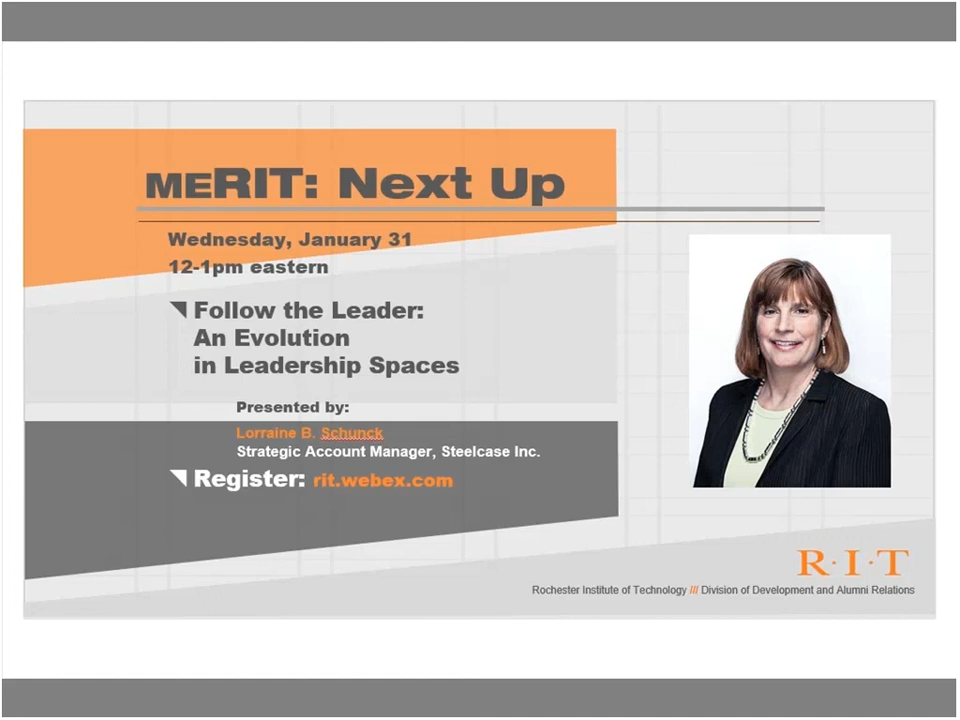 MERIT: Next Up
Wednesday, January 31
12-1pm eastern
Follow the Leader:
An Evolution
in Leadership Spaces
Presented by:
Lorraine B. Schunck
Strategic Account Manager, Steelcase Inc.
Register: rit.webex.com
R·I·T
Rochester Institute of Technology /// Division of Development and Alumni Relations